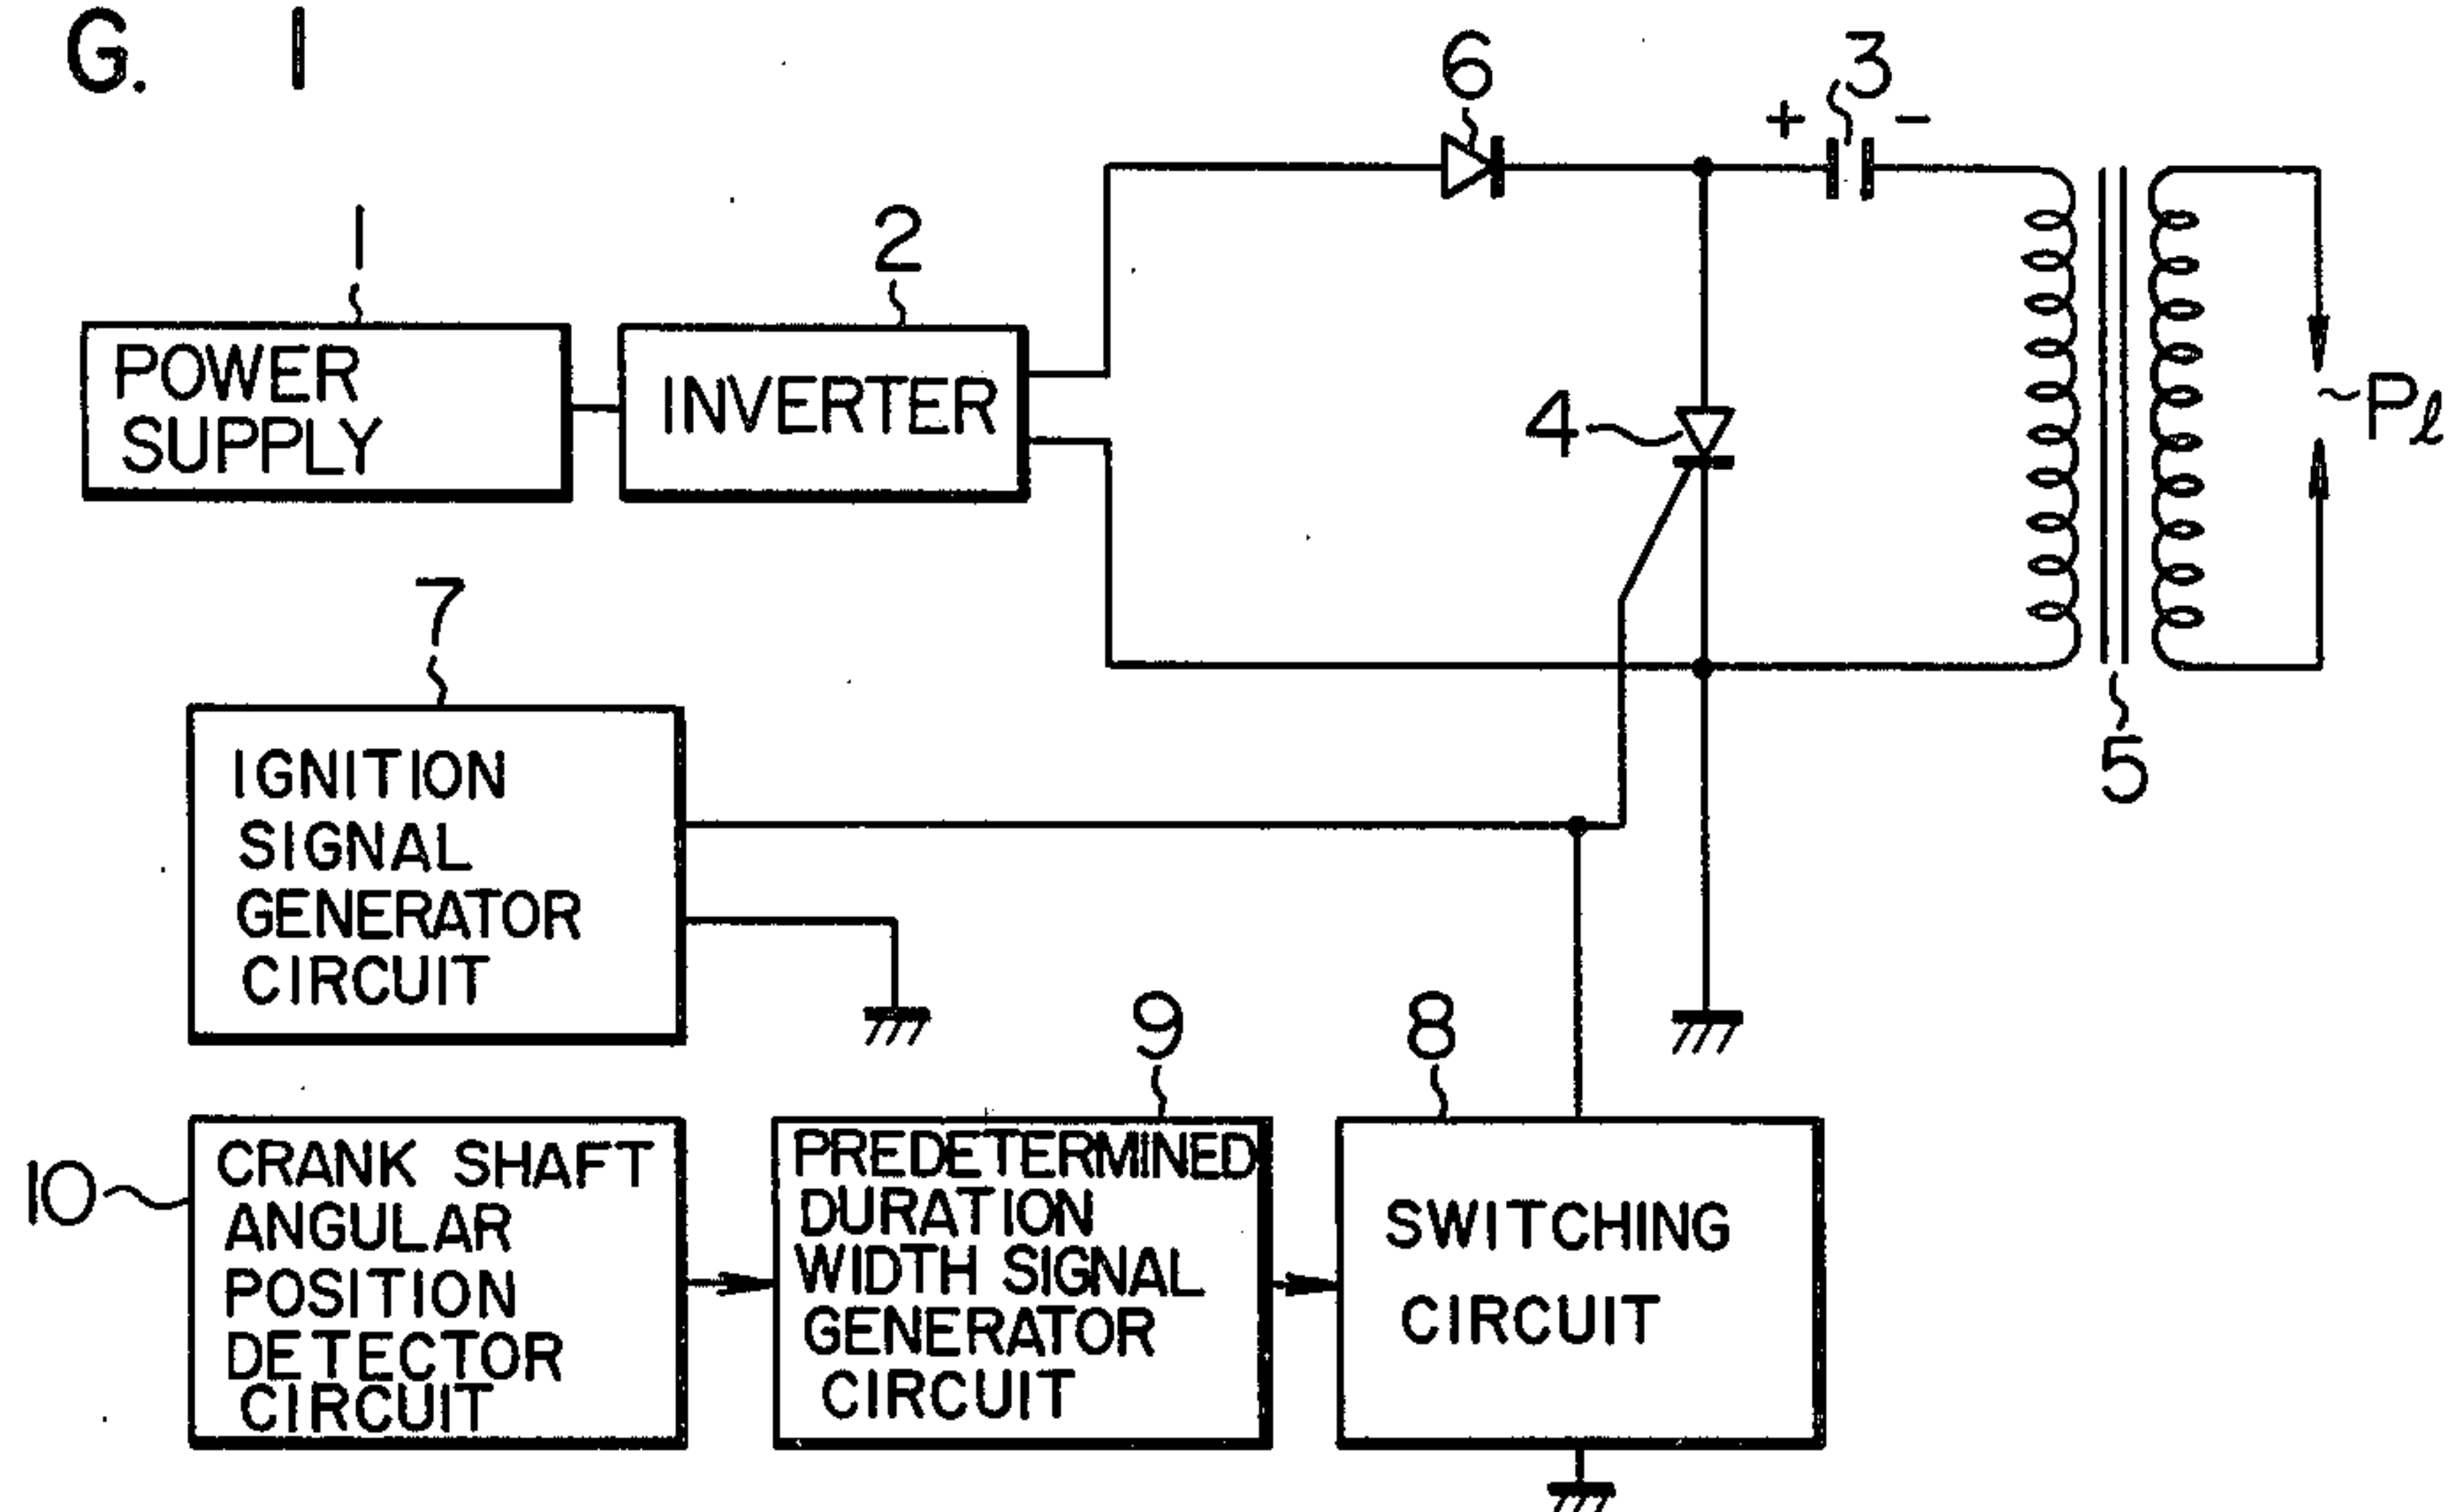 G. 1
6
3
+ -
1
2
POWER
SUPPLY
INVERTER
4
Pℓ
7
5
IGNITION
SIGNAL
GENERATOR
CIRCUIT
9
8
10
CRANK SHAFT
ANGULAR
POSITION
DETECTOR
CIRCUIT
PREDETERMINED
DURATION
WIDTH SIGNAL
GENERATOR
CIRCUIT
SWITCHING
CIRCUIT